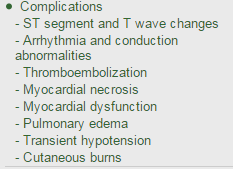 ● Complications
- ST segment and T wave changes
- Arrhythmia and conduction
abnormalities
- Thromboembolization
- Myocardial necrosis
- Myocardial dysfunction
- Pulmonary edema
- Transient hypotension
- Cutaneous burns